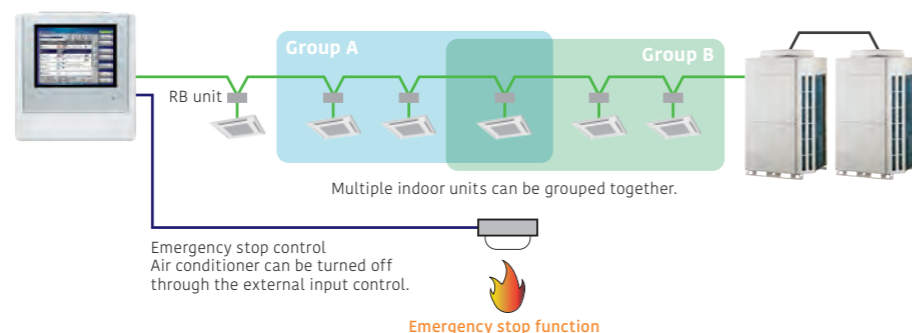 Group A
Group B
RB unit
Multiple indoor units can be grouped together.
Emergency stop control
Air conditioner can be turned off
through the external input control.
Emergency stop function